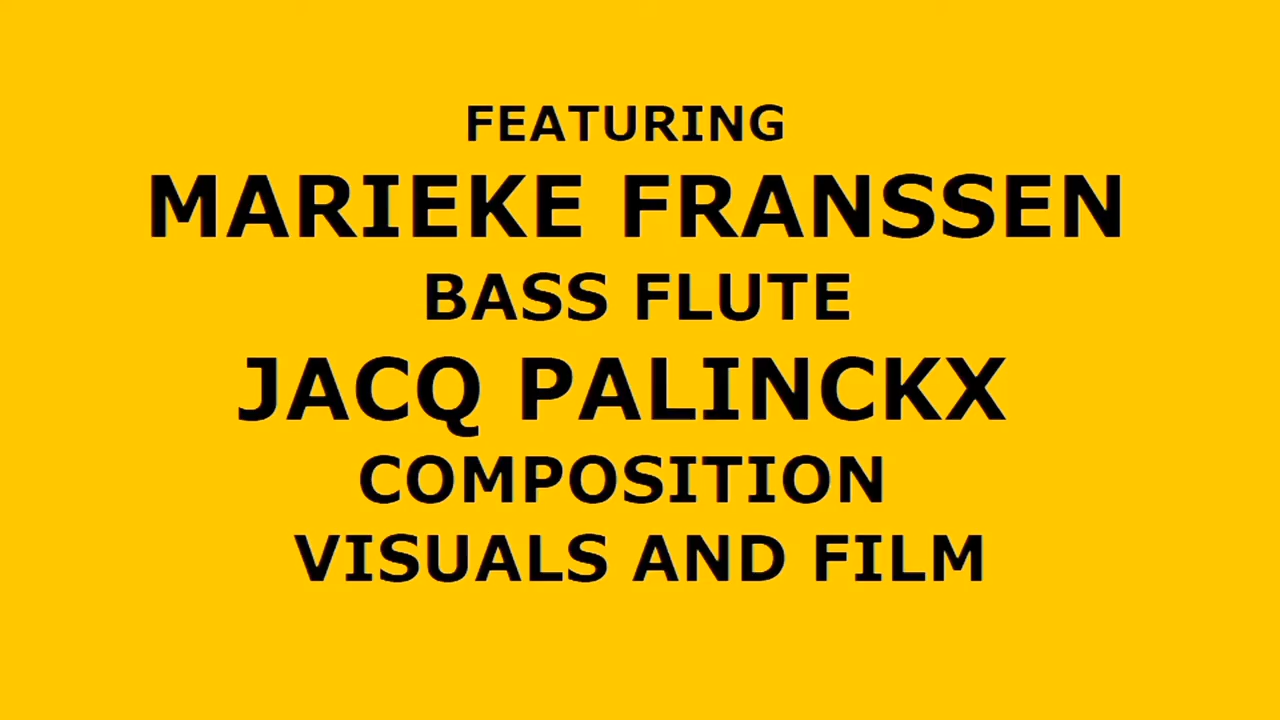 FEATURING
MARIEKE FRANSSEN
BASS FLUTE
JACQ PALINCKX
COMPOSITION
VISUALS AND FILM